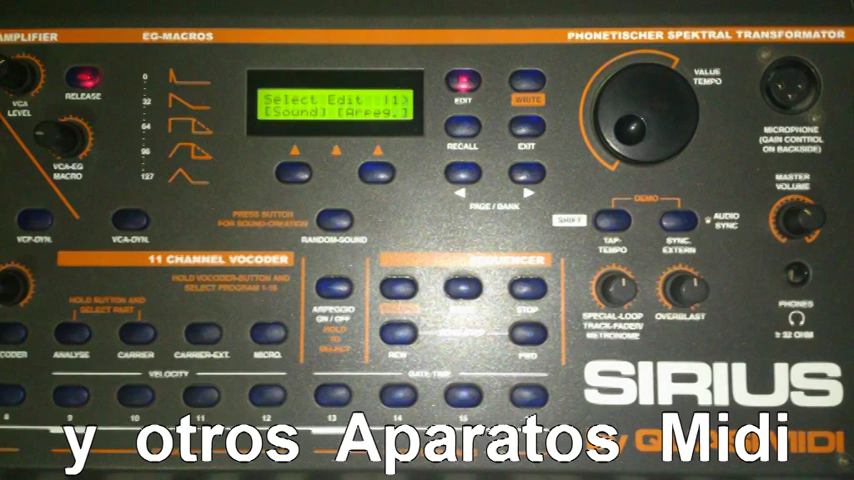 AMPLIFIER
EG-MACROS
PHONETISCHER SPEKTRAL TRANSFORMATOR
VCA
LEVEL
RELEASE
VCA-EG
MACRO
0
32
64
96
127
Select Edit (1)
[Sound] [Arpeg.]
EDIT
WRITE
RECALL
EXIT
PAGE / BANK
VALUE
TEMPO
MICROPHONE
(GAIN CONTROL
ON BACKSIDE)
MASTER
VOLUME
VCF-DYN.
VCA-DYN.
PRESS BUTTON
FOR SOUND-CREATION
RANDOM-SOUND
SHIFT
DEMO
TAP-
TEMPO
SYNC.
EXTERN
AUDIO
SYNC
11 CHANNEL VOCODER
SEQUENCER
HOLD VOCODER-BUTTON AND
SELECT PROGRAM 1-16
HOLD BUTTON AND
SELECT PART
ARPEGGIO
ON / OFF
HOLD
TO
SELECT
STOP
REW
FWD
SPECIAL-LOOP
TRACK-FADER/
METRONOME
OVERBLAST
PHONES
≥ 32 OHM
CODER
ANALYSE
CARRIER
CARRIER-EXT.
MICRO.
VELOCITY
GATE TIME
8
9
10
11
12
13
14
15
SIRIUS
y otros Aparatos Midi